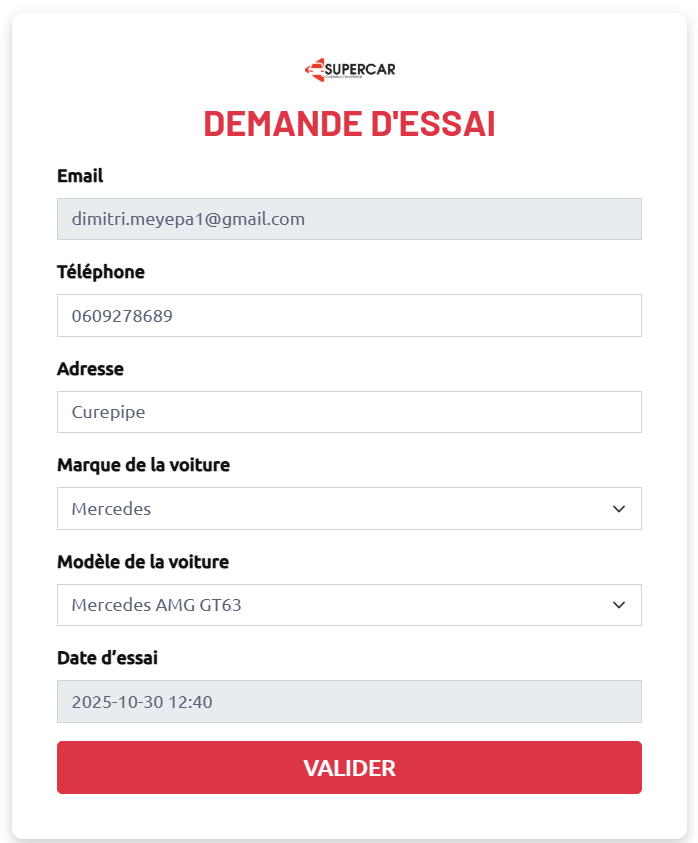 SUPERCAR
DEMANDE D'ESSAI
Email
dimitri.meyepa1@gmail.com
Téléphone
0609278689
Adresse
Curepipe
Marque de la voiture
Mercedes
Modèle de la voiture
Mercedes AMG GT63
Date d’essai
2025-10-30 12:40
VALIDER